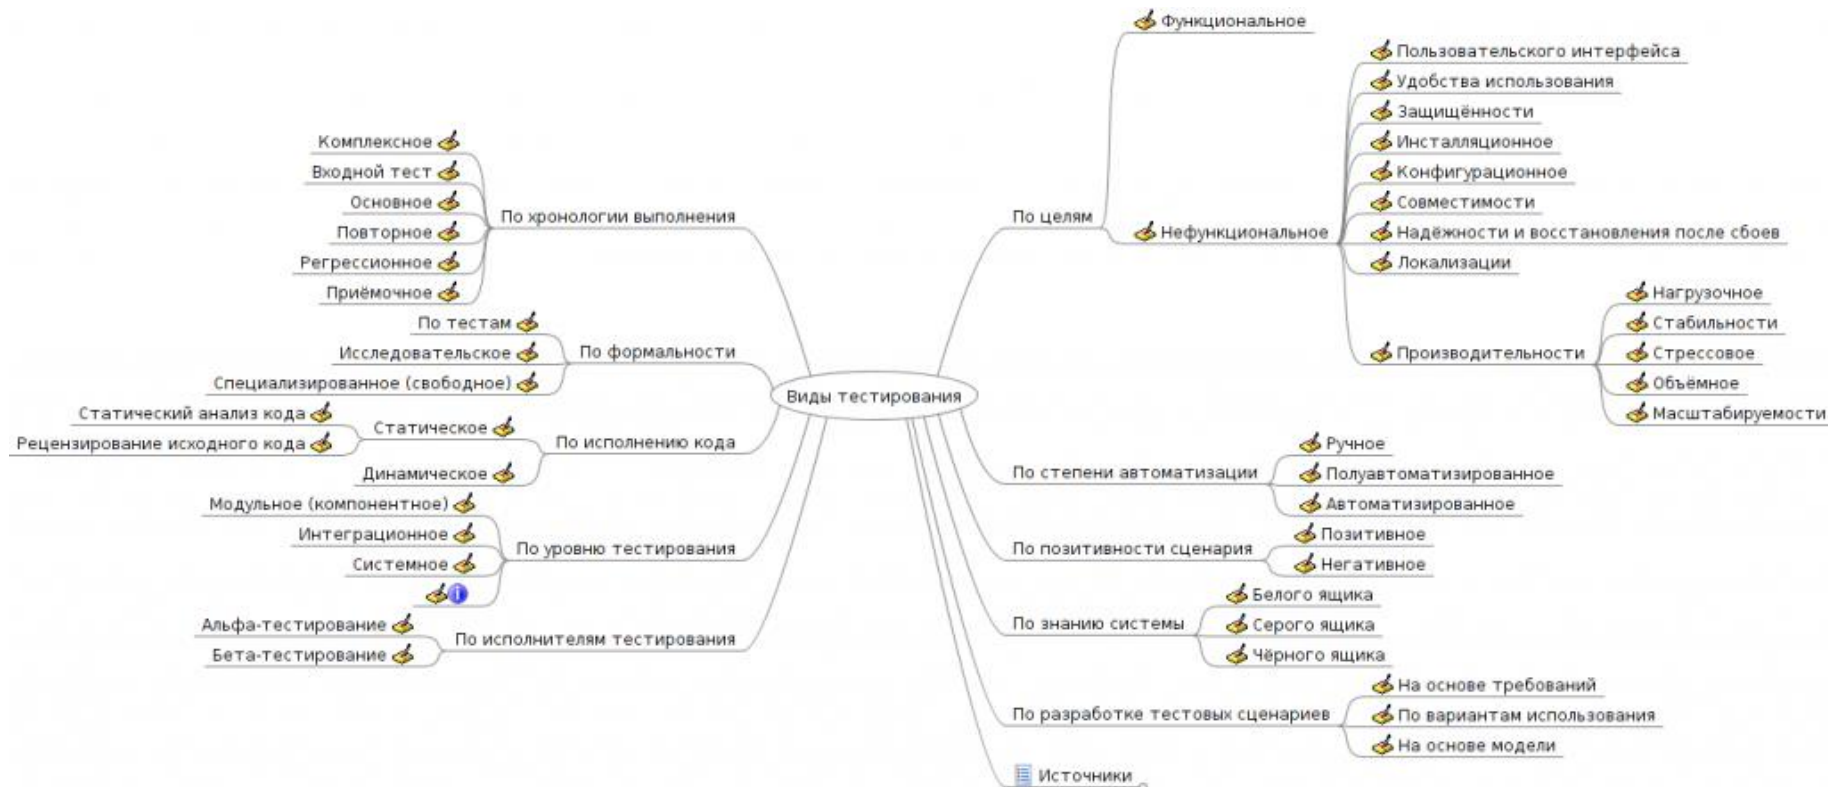 Виды тестирования
По целям
Функциональное
Нефункциональное
Пользовательского интерфейса
Удобства использования
Защищённости
Инсталляционное
Конфигурационное
Совместимости
Надёжности и восстановления после сбоев
Локализации
Производительности
Нагрузочное
Стабильности
Стрессовое
Объёмное
Масштабируемости
По степени автоматизации
Ручное
Полуавтоматизированное
Автоматизированное
По позитивности сценария
Позитивное
Негативное
По знанию системы
Белого ящика
Серого ящика
Чёрного ящика
По разработке тестовых сценариев
На основе требований
По вариантам использования
На основе модели
Источники
По хронологии выполнения
Комплексное
Входной тест
Основное
Повторное
Регрессионное
Приёмочное
По формальности
По тестам
Исследовательское
Специализированное (свободное)
По исполнению кода
Статическое
Статический анализ кода
Рецензирование исходного кода
Динамическое
По уровню тестирования
Модульное (компонентное)
Интеграционное
Системное
По исполнителям тестирования
Альфа-тестирование
Бета-тестирование